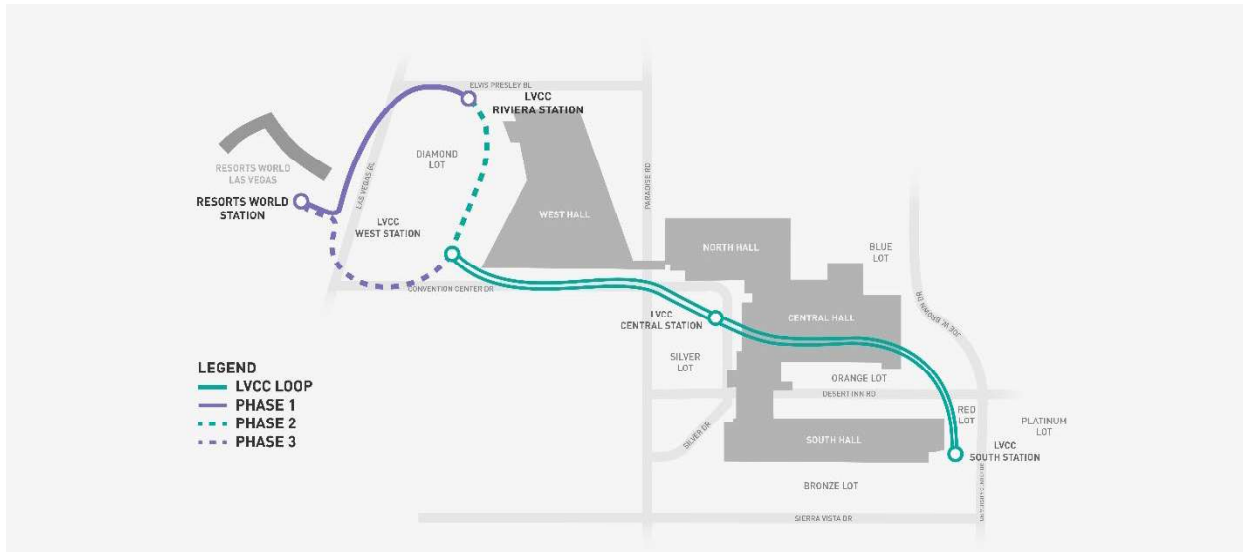 ELVIS PRESLEY BL
LVCC
RIVIERA STATION
DIAMOND
LOT
RESORTS WORLD
LAS VEGAS
LAS VEGAS BL
PARADISE RD
RESORTS WORLD
STATION
LVCC
WEST STATION
WEST HALL
NORTH HALL
BLUE
LOT
CONVENTION CENTER DR
LVCC
CENTRAL STATION
CENTRAL HALL
JOE W. BROWN DR
SILVER
LOT
ORANGE LOT
DESERT INN RD
LEGEND
LVCC LOOP
PHASE 1
PHASE 2
PHASE 3
RED
LOT
PLATINUM
LOT
SILVER DR
SOUTH HALL
LVCC
SOUTH STATION
BRONZE LOT
SIERRA VISTA DR